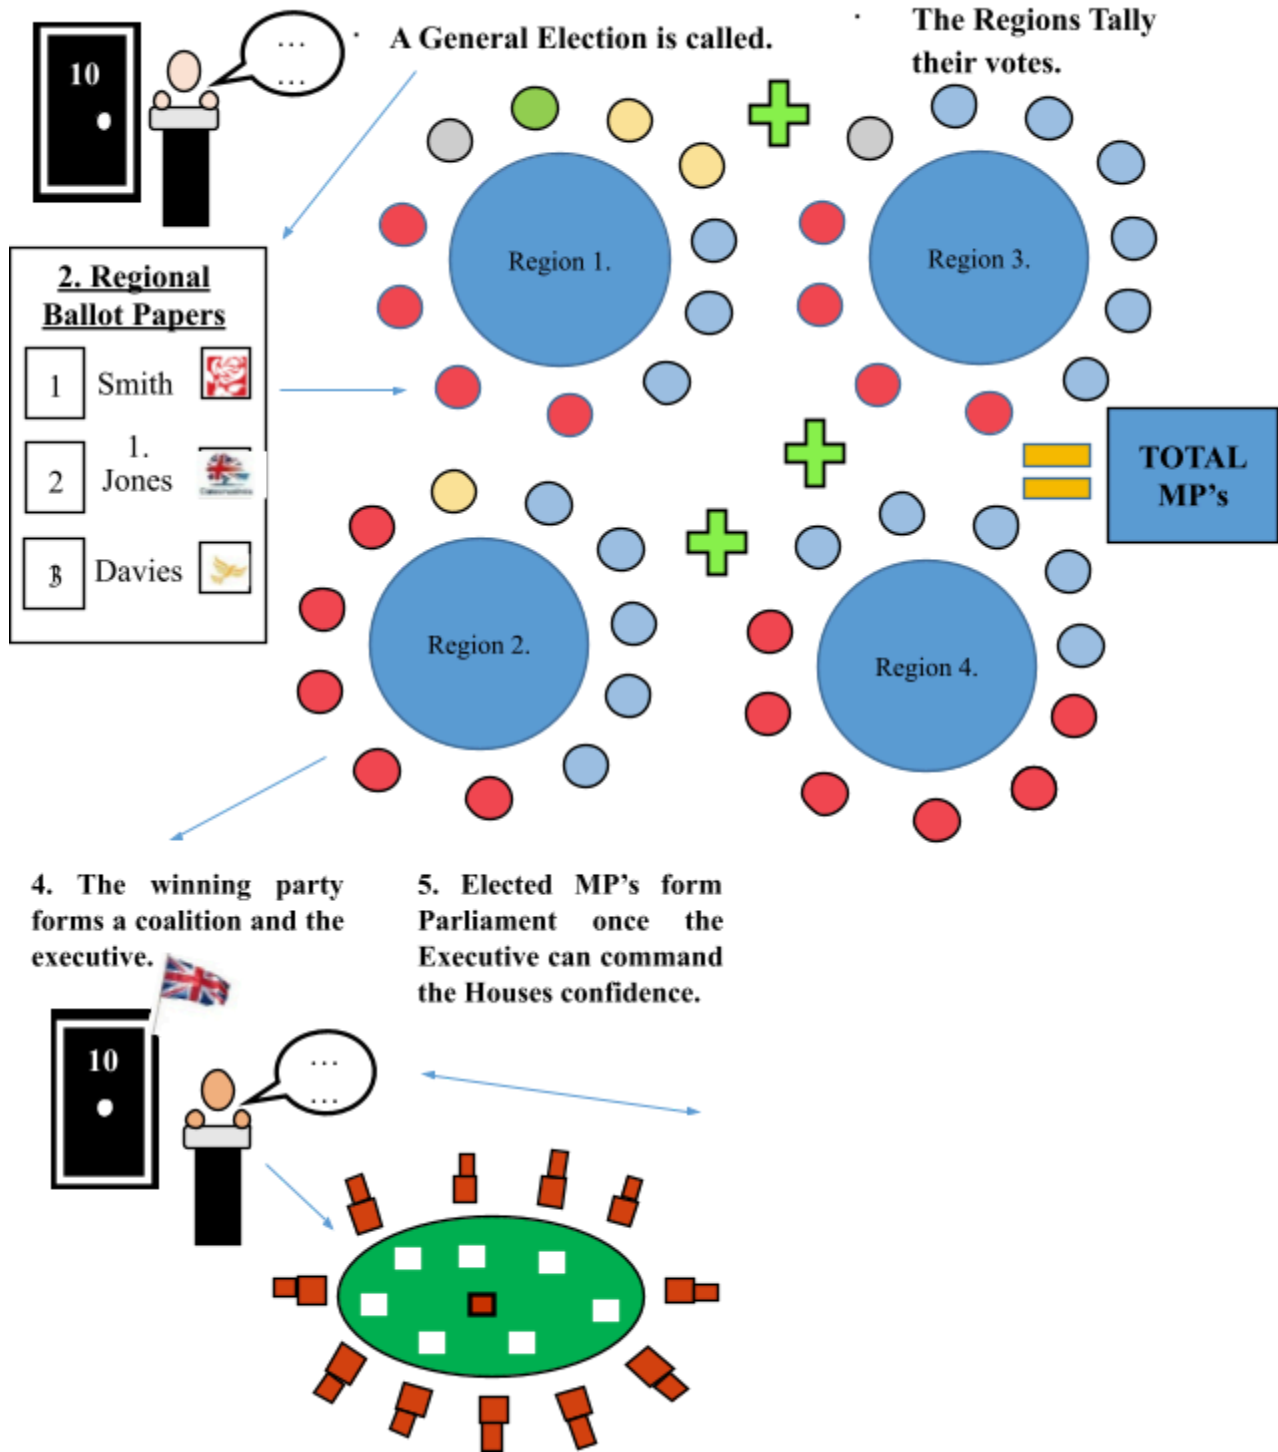 10
...
...
· A General Election is called.
· The Regions Tally
their votes.
Region 1.
Region 3.
2. Regional
Ballot Papers
1 Smith
1.
2 Jones
Davies
TOTAL
MP’s
Region 2.
Region 4.
4. The winning party
forms a coalition and the
executive.
5. Elected MP’s form
Parliament once the
Executive can command
the Houses confidence.
10
...
...